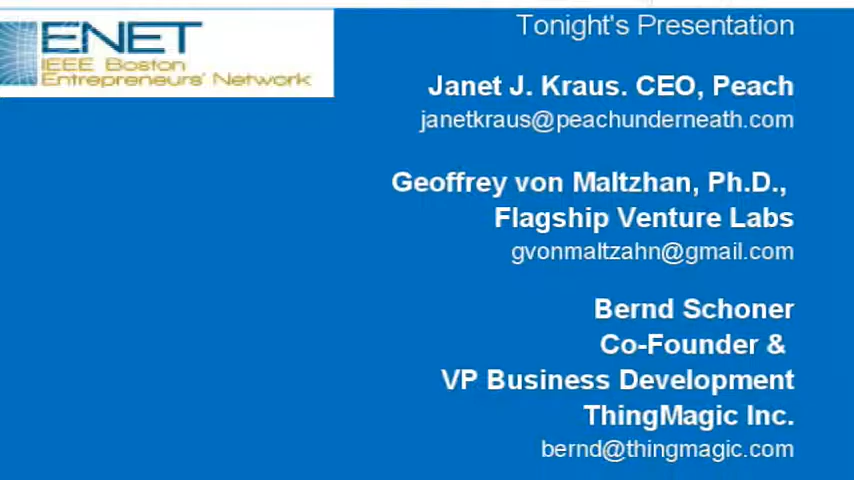 ENET
IEEE Boston
Entrepreneurs' Network
Tonight's Presentation
Janet J. Kraus. CEO, Peach
janetkraus@peachunderneath.com
Geoffrey von Maltzhan, Ph.D.,
Flagship Venture Labs
gvonmaltzahn@gmail.com
Bernd Schoner
Co-Founder &
VP Business Development
ThingMagic Inc.
bernd@thingmagic.com